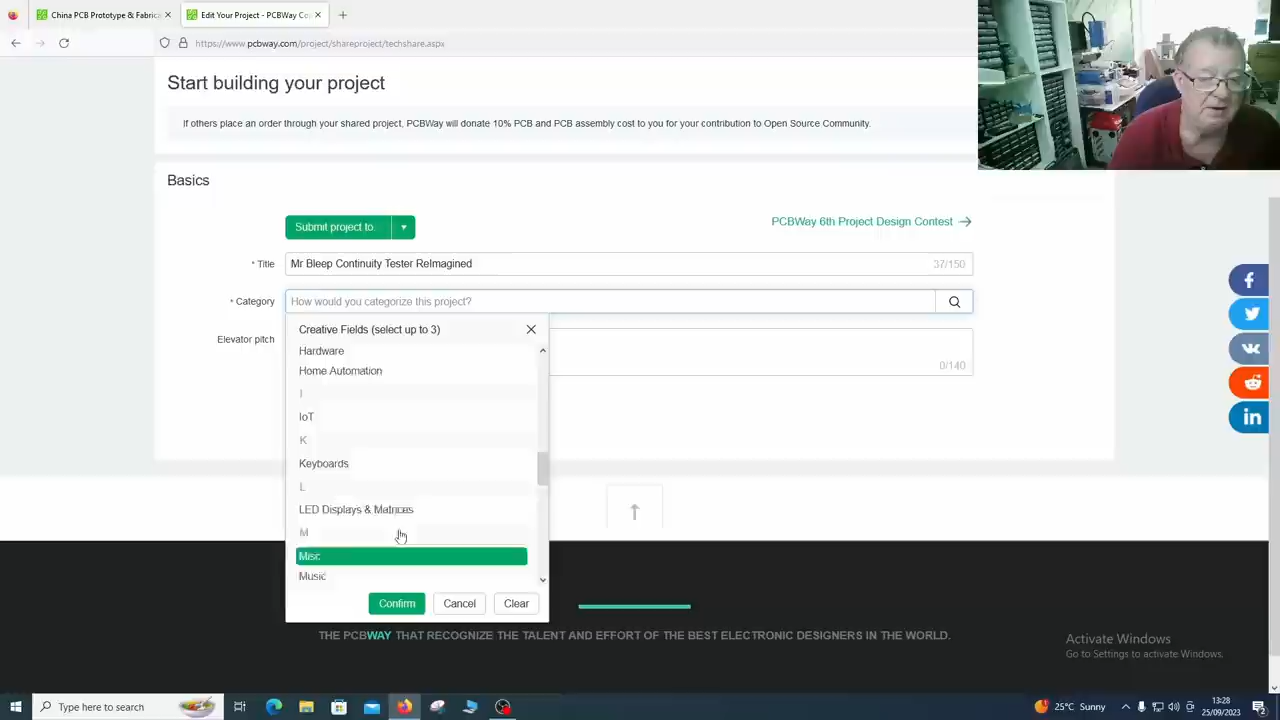 China PCB Prototype & Fabrica
Edit Your Project - PCBWay Co
https://www.pcbway.com/project/
project/techshare.aspx
Start building your project
If others place an order through your shared project, PCBWay will donate 10% PCB and PCB assembly cost to you for your contribution to Open Source Community.
Basics
Submit project to.
PCBWay 6th Project Design Contest
* Title
Mr Bleep Continuity Tester ReImagined
37/150
* Category
How would you categorize this project?
Creative Fields (select up to 3)
Elevator pitch
Hardware
0/140
Home Automation
I
IoT
K
Keyboards
L
LED Displays & Matrices
M
Misc
Music
Confirm
Cancel
Clear
THE PCBWAY THAT RECOGNIZE THE TALENT AND EFFORT OF THE BEST ELECTRONIC DESIGNERS IN THE WORLD.
Activate Windows
Go to Settings to activate Windows.
Type here to search
25°C Sunny
13:28
25/09/2023